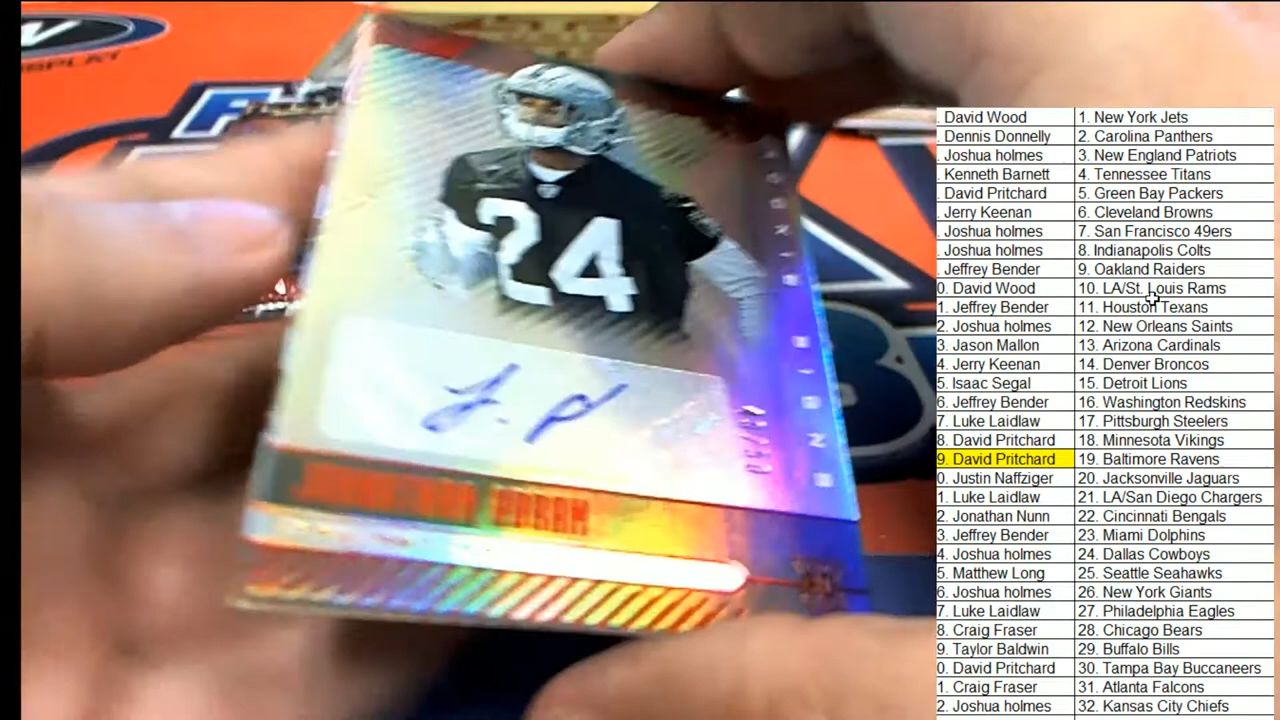 24
. David Wood 1. New York Jets
. Dennis Donnelly 2. Carolina Panthers
. Joshua holmes 3. New England Patriots
. Kenneth Barnett 4. Tennessee Titans
. David Pritchard 5. Green Bay Packers
. Jerry Keenan 6. Cleveland Browns
. Joshua holmes 7. San Francisco 49ers
. Joshua holmes 8. Indianapolis Colts
. Jeffrey Bender 9. Oakland Raiders
0. David Wood 10. LA/St. Louis Rams
1. Jeffrey Bender 11. Houston Texans
2. Joshua holmes 12. New Orleans Saints
3. Jason Mallon 13. Arizona Cardinals
4. Jerry Keenan 14. Denver Broncos
5. Isaac Segal 15. Detroit Lions
6. Jeffrey Bender 16. Washington Redskins
7. Luke Laidlaw 17. Pittsburgh Steelers
8. David Pritchard 18. Minnesota Vikings
9. David Pritchard 19. Baltimore Ravens
0. Justin Naffziger 20. Jacksonville Jaguars
1. Luke Laidlaw 21. LA/San Diego Chargers
2. Jonathan Nunn 22. Cincinnati Bengals
3. Jeffrey Bender 23. Miami Dolphins
4. Joshua holmes 24. Dallas Cowboys
5. Matthew Long 25. Seattle Seahawks
6. Joshua holmes 26. New York Giants
7. Luke Laidlaw 27. Philadelphia Eagles
8. Craig Fraser 28. Chicago Bears
9. Taylor Baldwin 29. Buffalo Bills
0. David Pritchard 30. Tampa Bay Buccaneers
1. Craig Fraser 31. Atlanta Falcons
2. Joshua holmes 32. Kansas City Chiefs